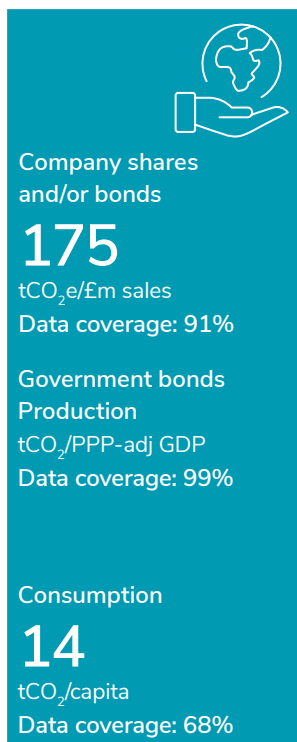 Company shares
and/or bonds
175
tCO₂e/£m sales
Data coverage: 91%
Government bonds
Production
tCO₂/PPP-adj GDP
Data coverage: 99%
Consumption
14
tCO₂/capita
Data coverage: 68%